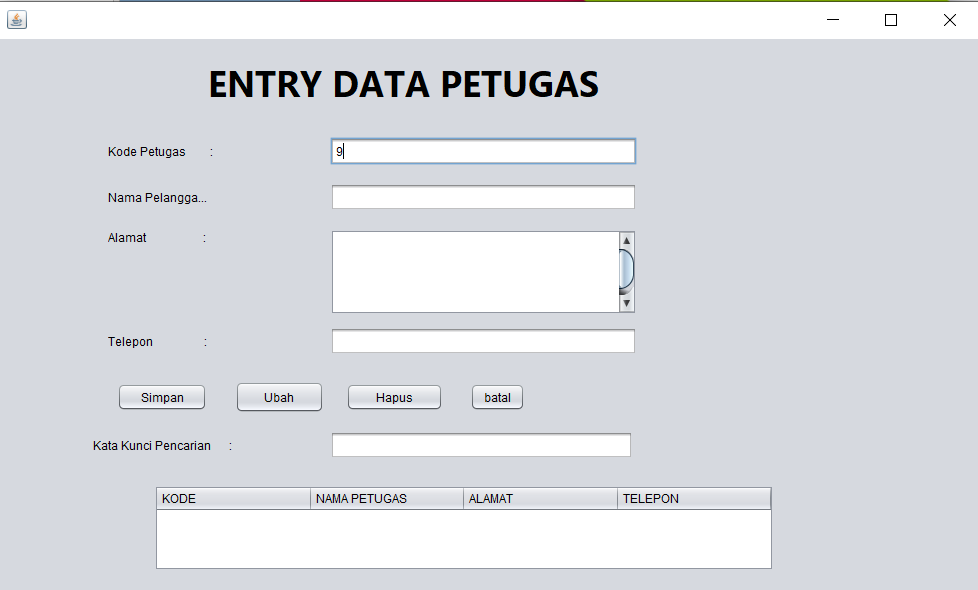 ENTRY DATA PETUGAS
Kode Petugas :
9
Nama Pelangga...
Alamat :
Telepon :
Simpan Ubah Hapus batal
Kata Kunci Pencarian :
KODE NAMA PETUGAS ALAMAT TELEPON